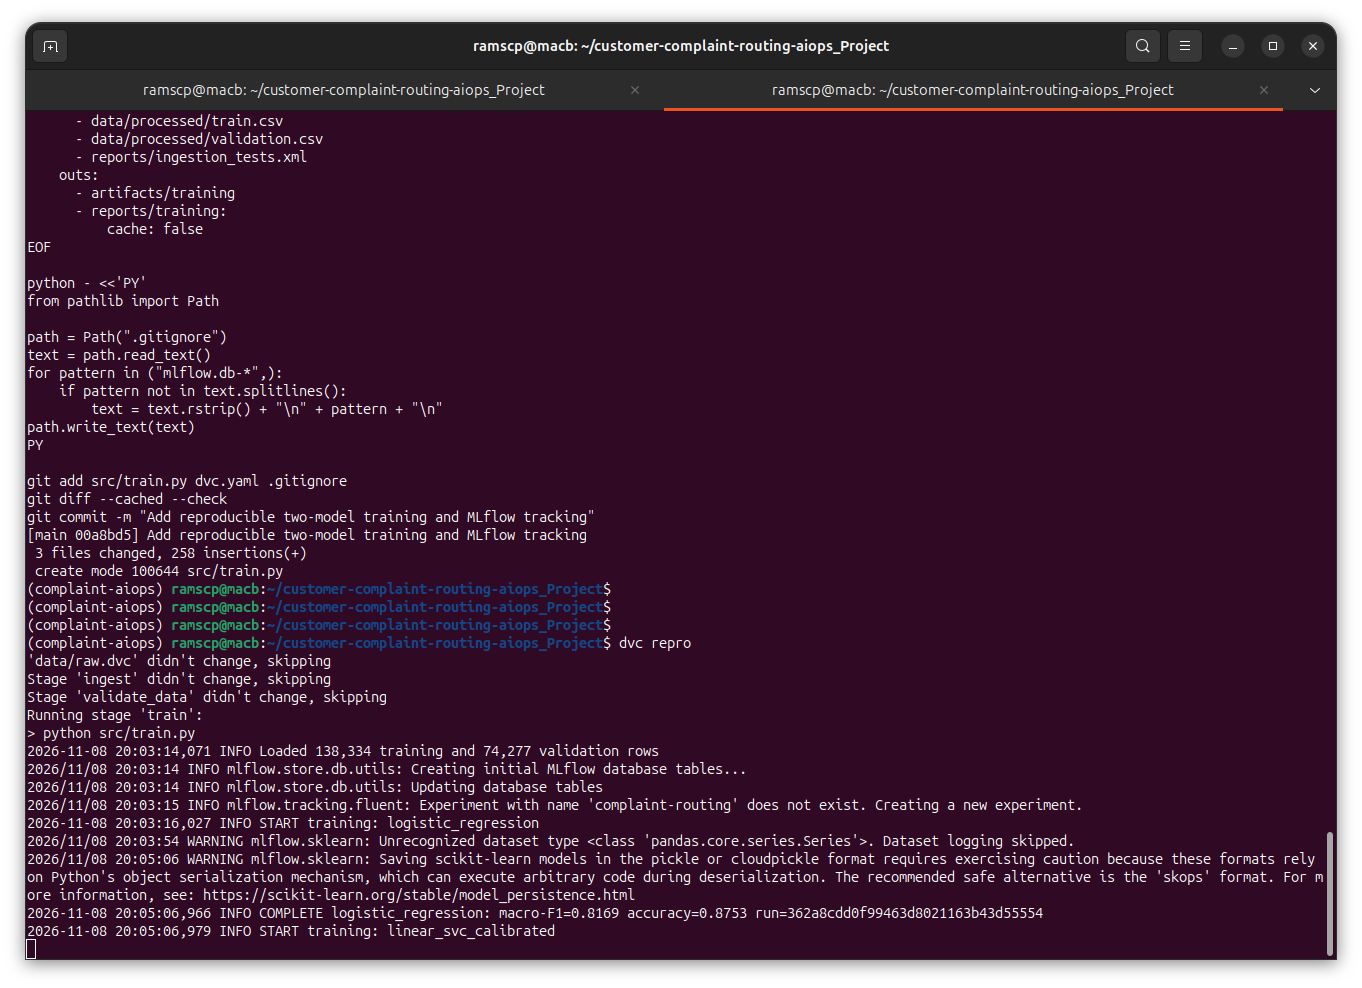 ramscp@macb: ~/customer-complaint-routing-aiops_Project
ramscp@macb: ~/customer-complaint-routing-aiops_Project
ramscp@macb: ~/customer-complaint-routing-aiops_Project
      - data/processed/train.csv
      - data/processed/validation.csv
      - reports/ingestion_tests.xml
    outs:
      - artifacts/training
      - reports/training:
          cache: false
EOF

python - <<'PY'
from pathlib import Path

path = Path(".gitignore")
text = path.read_text()
for pattern in ("mlflow.db-*",):
    if pattern not in text.splitlines():
        text = text.rstrip() + "\n" + pattern + "\n"
path.write_text(text)
PY

git add src/train.py dvc.yaml .gitignore
git diff --cached --check
git commit -m "Add reproducible two-model training and MLflow tracking"
[main 00a8bd5] Add reproducible two-model training and MLflow tracking
 3 files changed, 258 insertions(+)
 create mode 100644 src/train.py
(complaint-aiops) ramscp@macb:~/customer-complaint-routing-aiops_Project$
(complaint-aiops) ramscp@macb:~/customer-complaint-routing-aiops_Project$
(complaint-aiops) ramscp@macb:~/customer-complaint-routing-aiops_Project$
(complaint-aiops) ramscp@macb:~/customer-complaint-routing-aiops_Project$ dvc repro
'data/raw.dvc' didn't change, skipping
Stage 'ingest' didn't change, skipping
Stage 'validate_data' didn't change, skipping
Running stage 'train':
> python src/train.py
2026-11-08 20:03:14,071 INFO Loaded 138,334 training and 74,277 validation rows
2026/11/08 20:03:14 INFO mlflow.store.db.utils: Creating initial MLflow database tables...
2026/11/08 20:03:14 INFO mlflow.store.db.utils: Updating database tables
2026/11/08 20:03:15 INFO mlflow.tracking.fluent: Experiment with name 'complaint-routing' does not exist. Creating a new experiment.
2026-11-08 20:03:16,027 INFO START training: logistic_regression
2026/11/08 20:03:54 WARNING mlflow.sklearn: Unrecognized dataset type <class 'pandas.core.series.Series'>. Dataset logging skipped.
2026/11/08 20:05:06 WARNING mlflow.sklearn: Saving scikit-learn models in the pickle or cloudpickle format requires exercising caution because these formats rely
on Python's object serialization mechanism, which can execute arbitrary code during deserialization. The recommended safe alternative is the 'skops' format. For m
ore information, see: https://scikit-learn.org/stable/model_persistence.html
2026-11-08 20:05:06,966 INFO COMPLETE logistic_regression: macro-F1=0.8169 accuracy=0.8753 run=362a8cdd0f99463d8021163b43d55554
2026-11-08 20:05:06,979 INFO START training: linear_svc_calibrated